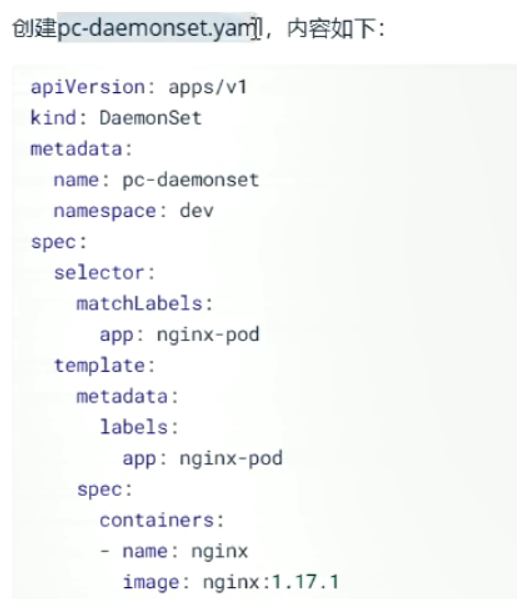 创建pc-daemonset.yaml，内容如下：
apiVersion: apps/v1
kind: DaemonSet
metadata:
  name: pc-daemonset
  namespace: dev
spec:
  selector:
    matchLabels:
      app: nginx-pod
  template:
    metadata:
      labels:
        app: nginx-pod
    spec:
      containers:
      - name: nginx
        image: nginx:1.17.1